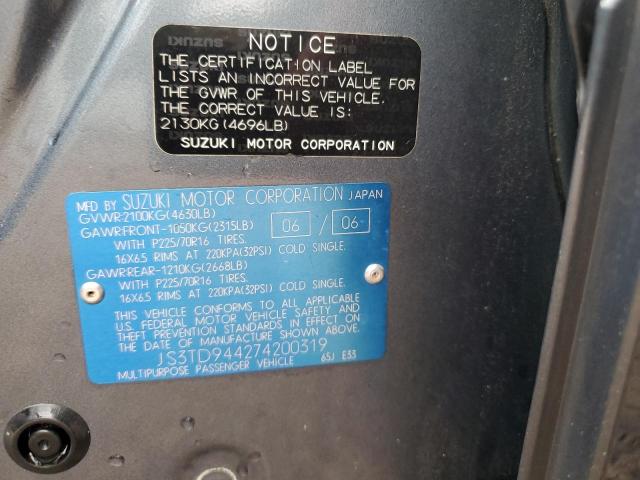 NOTICE
THE CERTIFICATION LABEL
LISTS AN INCORRECT VALUE FOR
THE GVWR OF THIS VEHICLE.
THE CORRECT VALUE IS:
2130KG (4696LB)
SUZUKI MOTOR CORPORATION
MFD BY SUZUKI MOTOR CORPORATION JAPAN
GVWR:2100KG(4630LB)
GAWR:FRONT-1050KG(2315LB) 06 / 06
WITH P225/70R16 TIRES.
16X6.5 RIMS AT 220KPA(32PSI) COLD SINGLE.
GAWR:REAR-1210KG(2668LB)
WITH P225/70R16 TIRES.
16X6.5 RIMS AT 220KPA(32PSI) COLD SINGLE.
THIS VEHICLE CONFORMS TO ALL APPLICABLE
U.S. FEDERAL MOTOR VEHICLE SAFETY AND
THEFT PREVENTION STANDARDS IN EFFECT ON
THE DATE OF MANUFACTURE SHOWN ABOVE.
JS3TD944274200319
MULTIPURPOSE PASSENGER VEHICLE 65J E33